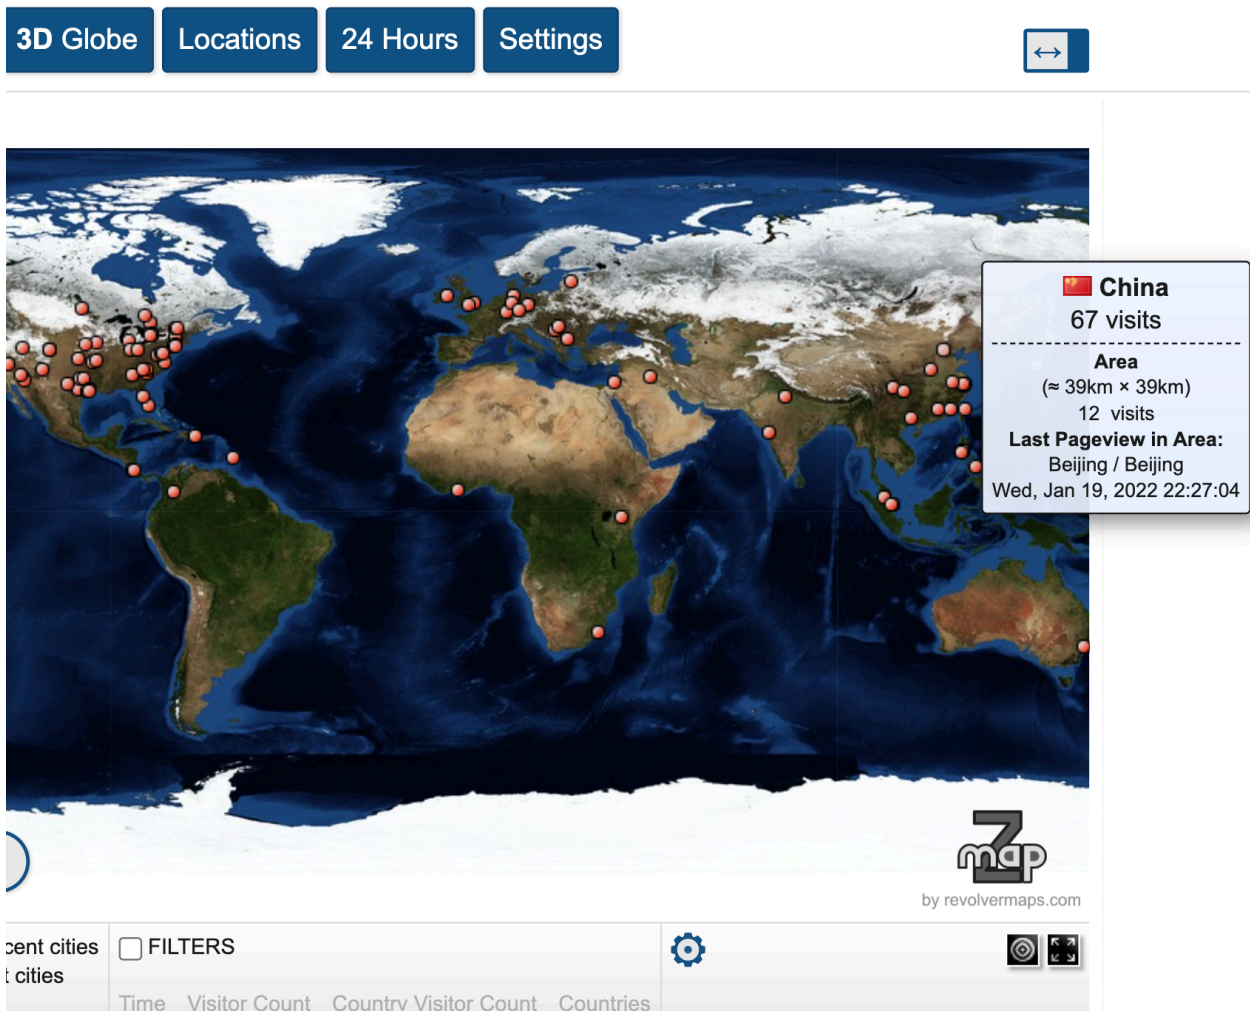 3D Globe
Locations
24 Hours
Settings
China
67 visits
Area
(≈ 39km × 39km)
12 visits
Last Pageview in Area:
Beijing / Beijing
Wed, Jan 19, 2022 22:27:04
Z
map
by revolvermaps.com
cent cities
t cities
FILTERS
Time
Visitor Count
Country Visitor Count
Countries